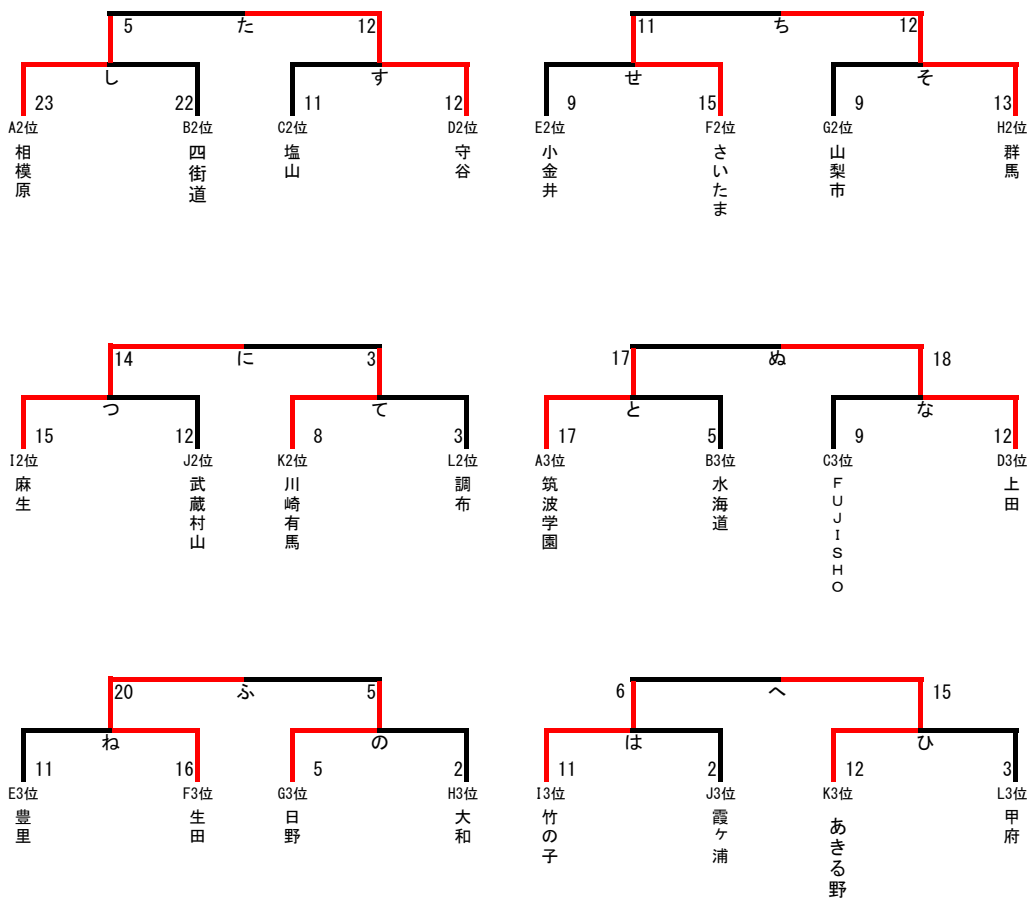 5 た 12
し す
23 22 11 12
A2位 B2位 C2位 D2位
相模原 四街道 塩山 守谷
11 ち 12
せ そ
9 15 9 13
E2位 F2位 G2位 H2位
小金井 さいたま 山梨市 群馬
14 に 3
つ て
15 12 8 3
I2位 J2位 K2位 L2位
麻生 武蔵村山 川崎有馬 調布
17 ぬ 18
と な
17 5 9 12
A3位 B3位 C3位 D3位
筑波学園 水海道 ＦＵＪＩＳＨＯ 上田
20 ふ 5
ね の
11 16 5 2
E3位 F3位 G3位 H3位
豊里 生田 日野 大和
6 へ 15
は ひ
11 2 12 3
I3位 J3位 K3位 L3位
竹の子 霞ヶ浦 あきる野 甲府